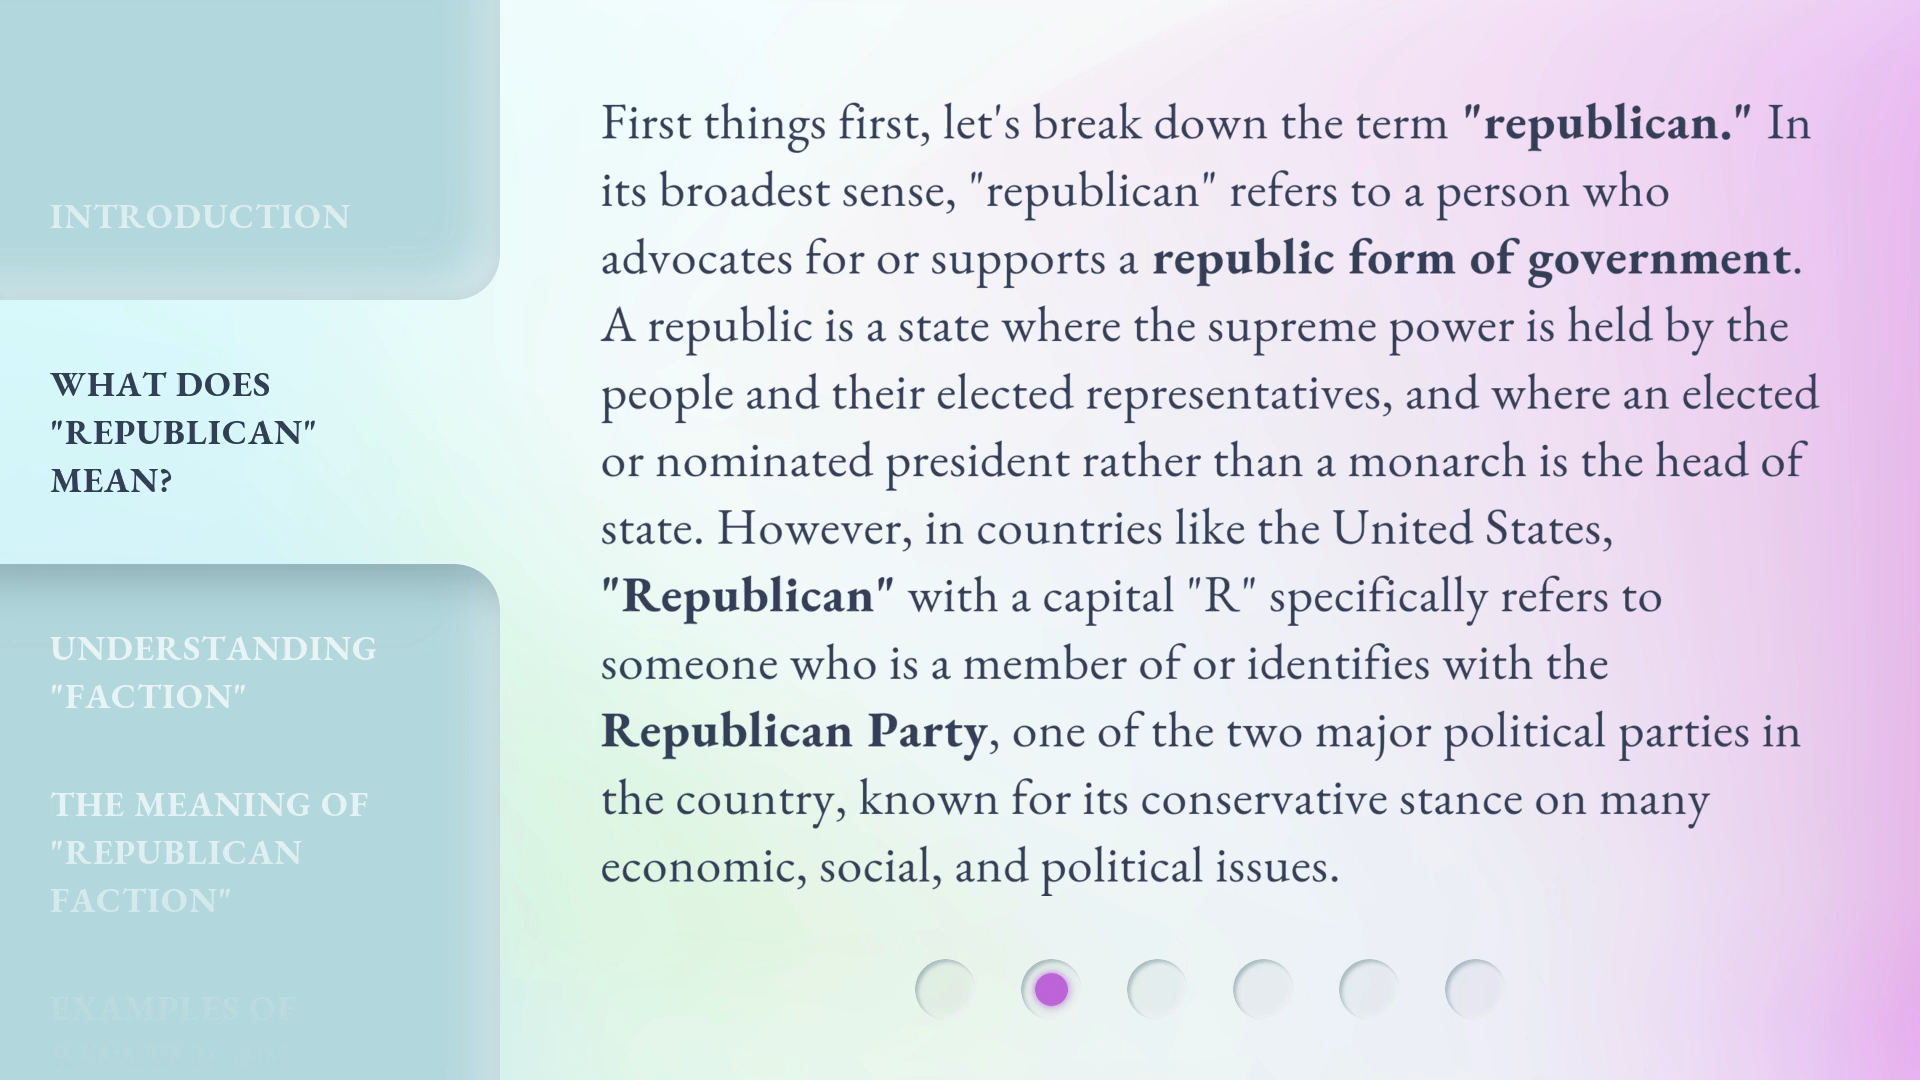 INTRODUCTION
WHAT DOES
"REPUBLICAN"
MEAN?
UNDERSTANDING
"FACTION"
THE MEANING OF
"REPUBLICAN
FACTION"
EXAMPLES OF
First things first, let's break down the term "republican." In
its broadest sense, "republican" refers to a person who
advocates for or supports a republic form of government.
A republic is a state where the supreme power is held by the
people and their elected representatives, and where an elected
or nominated president rather than a monarch is the head of
state. However, in countries like the United States,
"Republican" with a capital "R" specifically refers to
someone who is a member of or identifies with the
Republican Party, one of the two major political parties in
the country, known for its conservative stance on many
economic, social, and political issues.